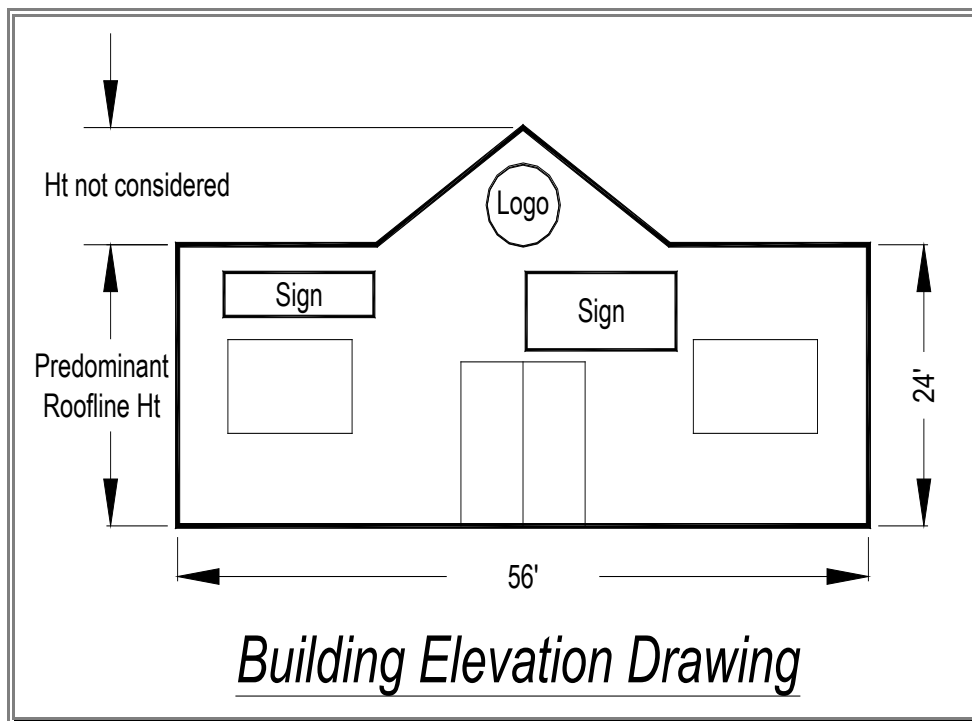 Ht not considered
Logo
Sign
Sign
Predominant
Roofline Ht
24'
56'
Building Elevation Drawing